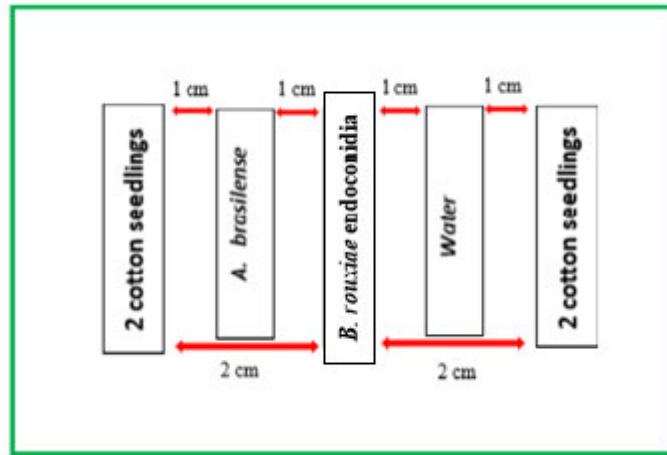 1 cm
1 cm
1 cm
1 cm
2 cotton seedlings
A. brasilense
B. rouxiae endoconidia
Water
2 cotton seedlings
2 cm
2 cm